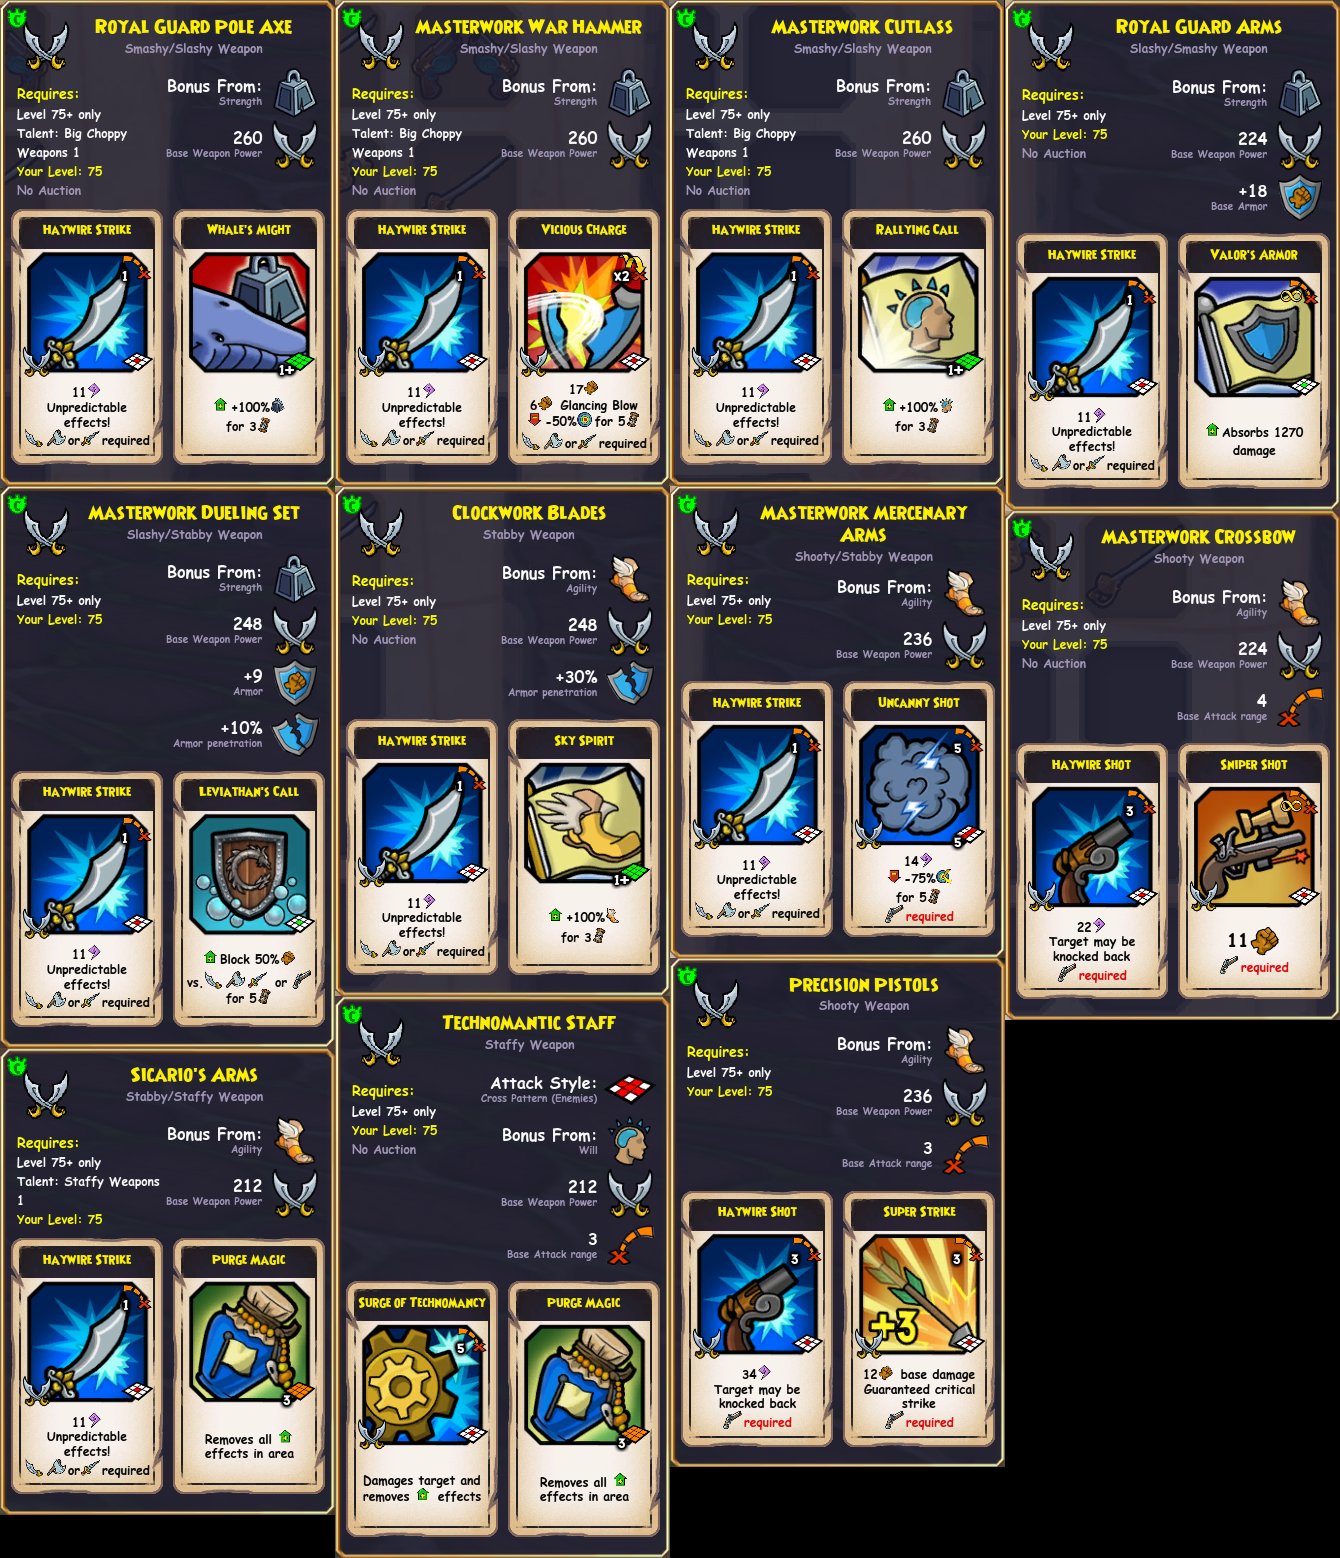 ROYAL GUARD POLE AXE
Smashy/Slashy Weapon
Bonus From:
Strength
Requires:
Level 75+ only
Talent: Big Choppy
Weapons 1
Your Level: 75
No Auction
260
Base Weapon Power
HAYWIRE STRIKE
1
11
Unpredictable
effects!
or required
WHALE'S MIGHT
1+
+100%
for 3
MASTERWORK WAR HAMMER
Smashy/Slashy Weapon
Bonus From:
Strength
Requires:
Level 75+ only
Talent: Big Choppy
Weapons 1
Your Level: 75
No Auction
260
Base Weapon Power
HAYWIRE STRIKE
1
11
Unpredictable
effects!
or required
VICIOUS CHARGE
x2
17
6 Glancing Blow
-50% for 5
or required
MASTERWORK CUTLASS
Smashy/Slashy Weapon
Bonus From:
Strength
Requires:
Level 75+ only
Talent: Big Choppy
Weapons 1
Your Level: 75
No Auction
260
Base Weapon Power
HAYWIRE STRIKE
1
11
Unpredictable
effects!
or required
RALLYING CALL
1+
+100%
for 3
ROYAL GUARD ARMS
Slashy/Smashy Weapon
Bonus From:
Strength
Requires:
Level 75+ only
Your Level: 75
No Auction
224
Base Weapon Power
+18
Base Armor
HAYWIRE STRIKE
1
11
Unpredictable
effects!
or required
VALOR'S ARMOR
∞
Absorbs 1270
damage
MASTERWORK DUELING SET
Slashy/Stabby Weapon
Bonus From:
Strength
Requires:
Level 75+ only
Your Level: 75
248
Base Weapon Power
+9
Armor
+10%
Armor penetration
HAYWIRE STRIKE
1
11
Unpredictable
effects!
or required
LEVIATHAN'S CALL
Block 50%
vs. or
for 5
CLOCKWORK BLADES
Stabby Weapon
Bonus From:
Agility
Requires:
Level 75+ only
Your Level: 75
No Auction
248
Base Weapon Power
+30%
Armor penetration
HAYWIRE STRIKE
1
11
Unpredictable
effects!
or required
SKY SPIRIT
1+
+100%
for 3
MASTERWORK MERCENARY
ARMS
Shooty/Stabby Weapon
Bonus From:
Agility
Requires:
Level 75+ only
Your Level: 75
236
Base Weapon Power
HAYWIRE STRIKE
1
11
Unpredictable
effects!
or required
UNCANNY SHOT
5
5
14
-75%
for 5
required
MASTERWORK CROSSBOW
Shooty Weapon
Bonus From:
Agility
Requires:
Level 75+ only
Your Level: 75
No Auction
224
Base Weapon Power
4
Base Attack range
HAYWIRE SHOT
3
22
Target may be
knocked back
required
SNIPER SHOT
∞
11
required
SICARIO'S ARMS
Stabby/Staffy Weapon
Bonus From:
Agility
Requires:
Level 75+ only
Talent: Staffy Weapons
1
Your Level: 75
212
Base Weapon Power
HAYWIRE STRIKE
1
11
Unpredictable
effects!
or required
PURGE MAGIC
3
Removes all
effects in area
TECHNOMANTIC STAFF
Staffy Weapon
Attack Style:
Cross Pattern (Enemies)
Requires:
Level 75+ only
Your Level: 75
No Auction
Bonus From:
Will
212
Base Weapon Power
3
Base Attack range
SURGE OF TECHNOMANCY
5
Damages target and
removes effects
PURGE MAGIC
3
Removes all
effects in area
PRECISION PISTOLS
Shooty Weapon
Bonus From:
Agility
Requires:
Level 75+ only
Your Level: 75
236
Base Weapon Power
3
Base Attack range
HAYWIRE SHOT
3
34
Target may be
knocked back
required
SUPER STRIKE
3
+3
12 base damage
Guaranteed critical
strike
required